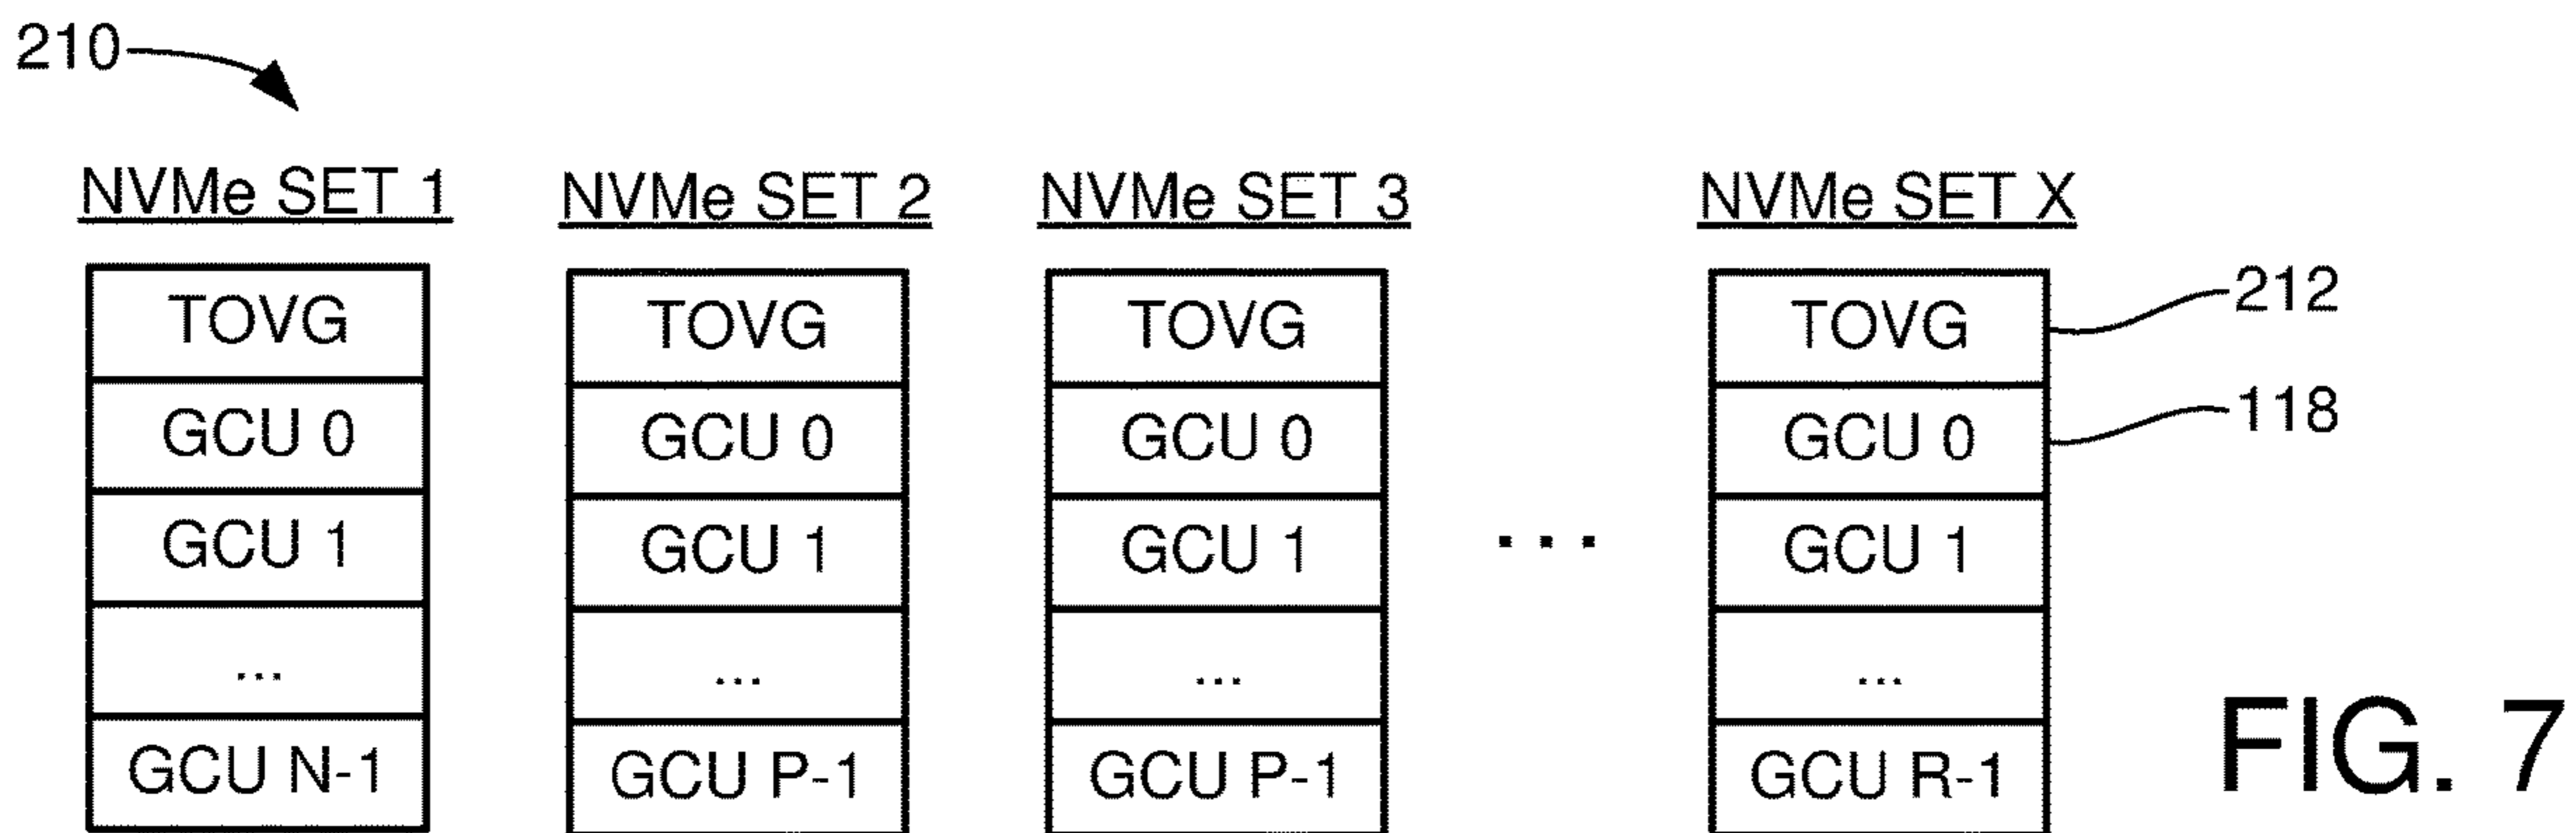 210
NVMe SET 1 NVMe SET 2 NVMe SET 3 NVMe SET X
TOVG TOVG TOVG TOVG 212
GCU 0 GCU 0 GCU 0 GCU 0 118
GCU 1 GCU 1 GCU 1 ... GCU 1
... ... ... ...
GCU N-1 GCU P-1 GCU P-1 GCU R-1
FIG. 7